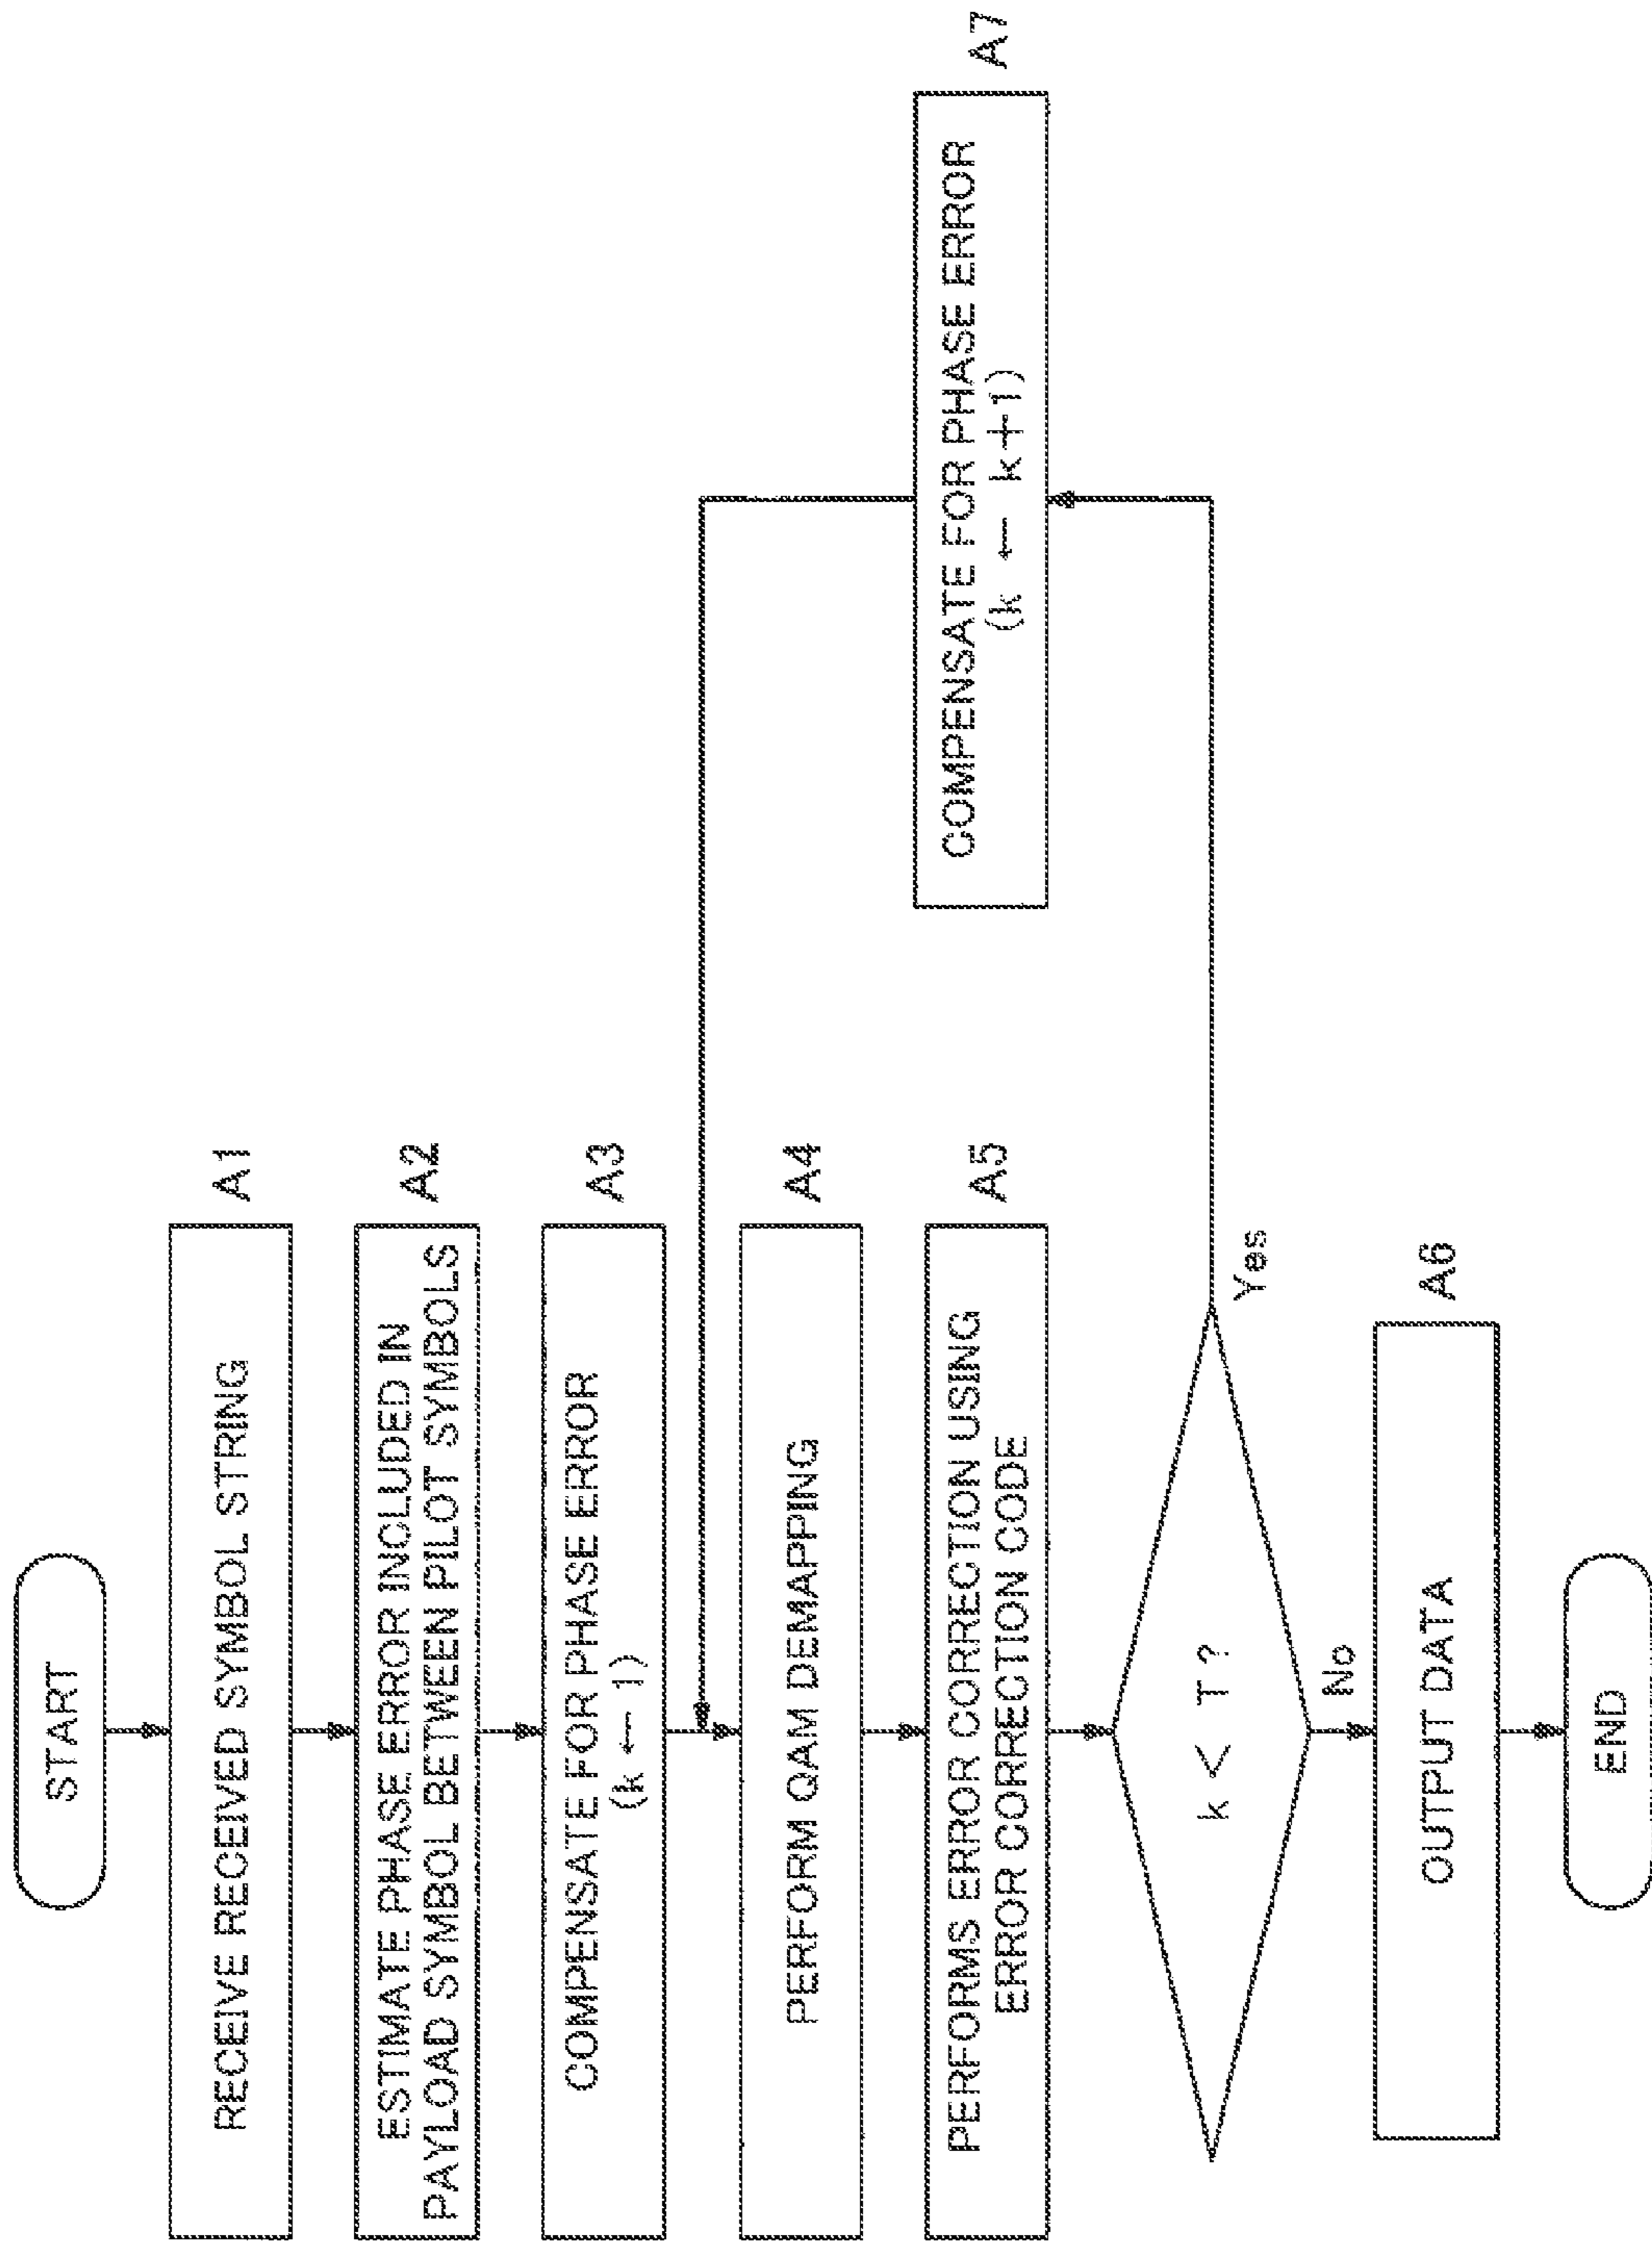 START
RECEIVE RECEIVED SYMBOL STRING
A1
ESTIMATE PHASE ERROR INCLUDED IN
PAYLOAD SYMBOL BETWEEN PILOT SYMBOLS
A2
COMPENSATE FOR PHASE ERROR
(k ← 1)
A3
PERFORM QAM DEMAPPING
A4
PERFORMS ERROR CORRECTION USING
ERROR CORRECTION CODE
A5
k < T ?
Yes
No
COMPENSATE FOR PHASE ERROR
(k ← k+1)
A7
OUTPUT DATA
A6
END